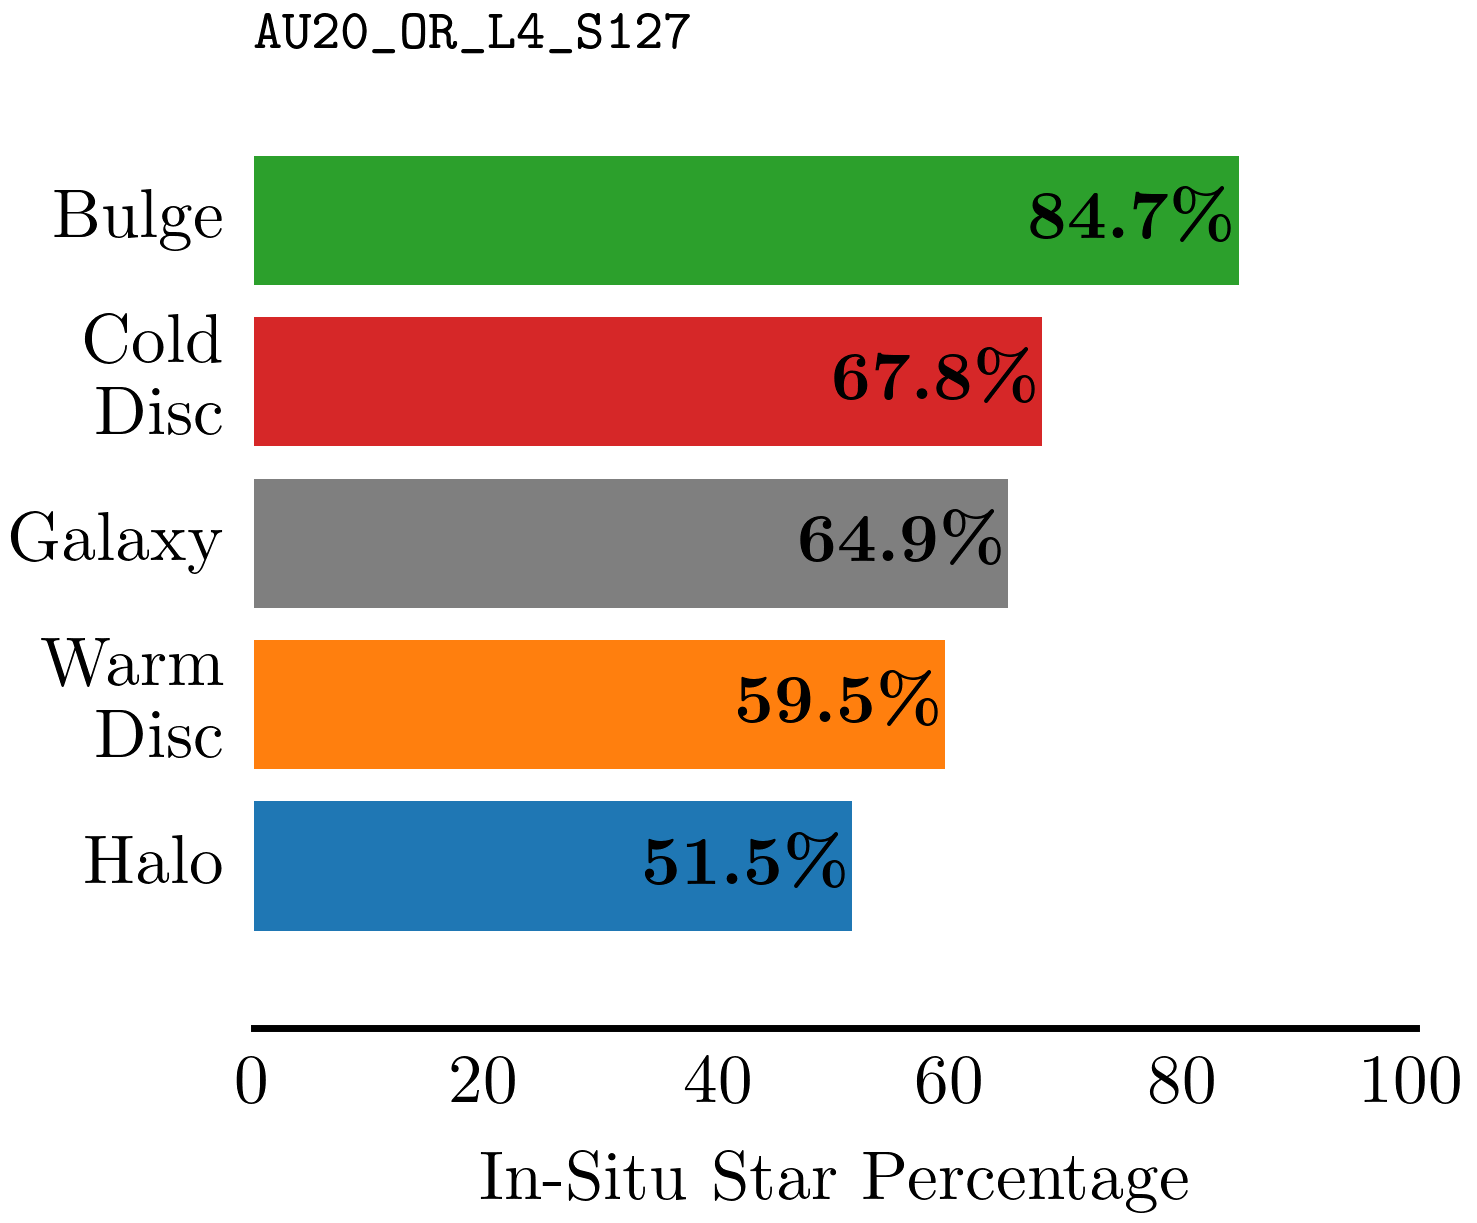 AU20_OR_L4_S127
Bulge
84.7%
Cold
Disc
67.8%
Galaxy
64.9%
Warm
Disc
59.5%
Halo
51.5%
0 20 40 60 80 100
In-Situ Star Percentage